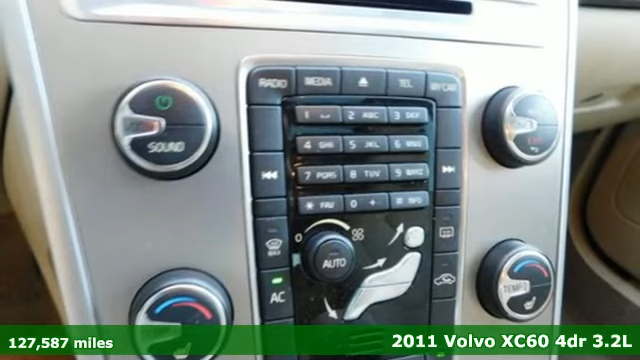 RADIO MEDIA TEL MY CAR
1 2 ABC 3 DEF
SOUND
4 GHI 5 JKL 6 MNO
7 PQRS 8 TUV 9 WXYZ
* FAV 0 + # INFO
0
AUTO
MAX
AC
TEMP
127,587 miles
2011 Volvo XC60 4dr 3.2L